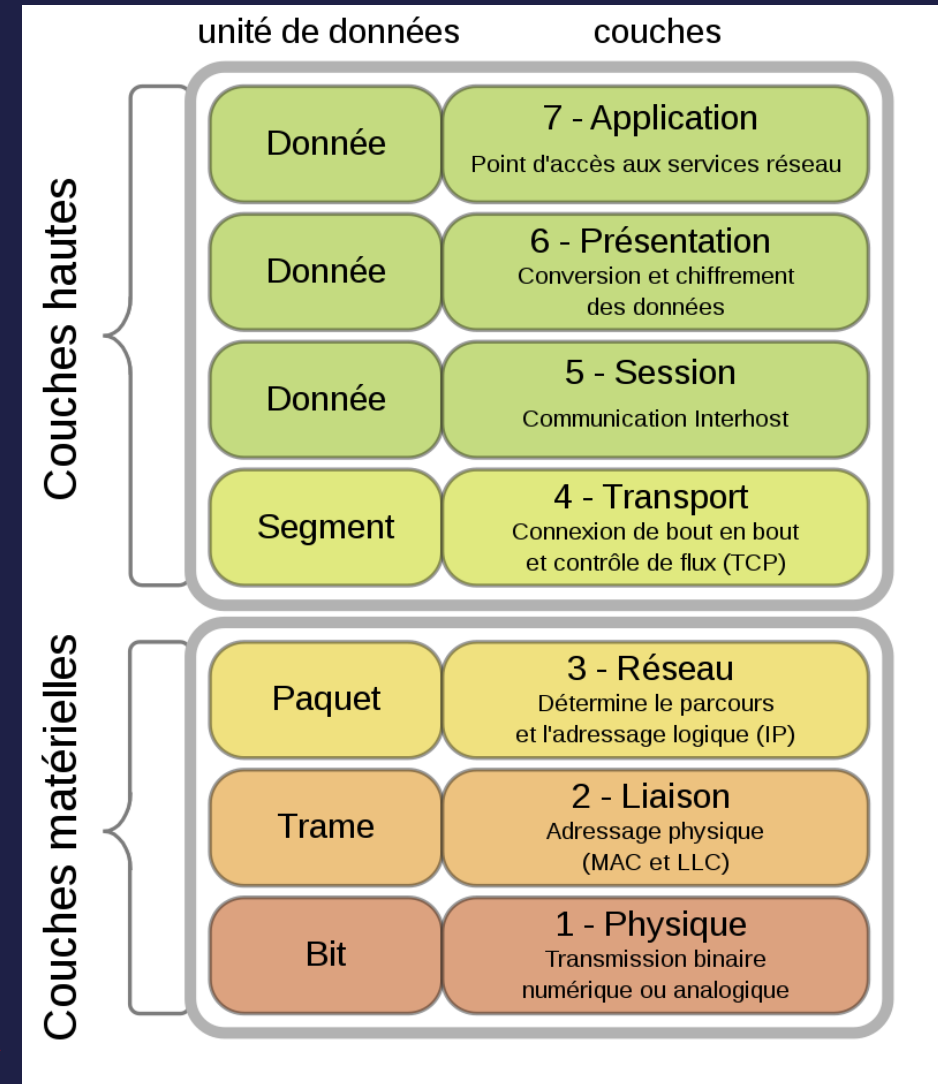 unité de données couches
Couches hautes
Donnée
7 - Application
Point d'accès aux services réseau
Donnée
6 - Présentation
Conversion et chiffrement
des données
Donnée
5 - Session
Communication Interhost
Segment
4 - Transport
Connexion de bout en bout
et contrôle de flux (TCP)
Couches matérielles
Paquet
3 - Réseau
Détermine le parcours
et l'adressage logique (IP)
Trame
2 - Liaison
Adressage physique
(MAC et LLC)
Bit
1 - Physique
Transmission binaire
numérique ou analogique